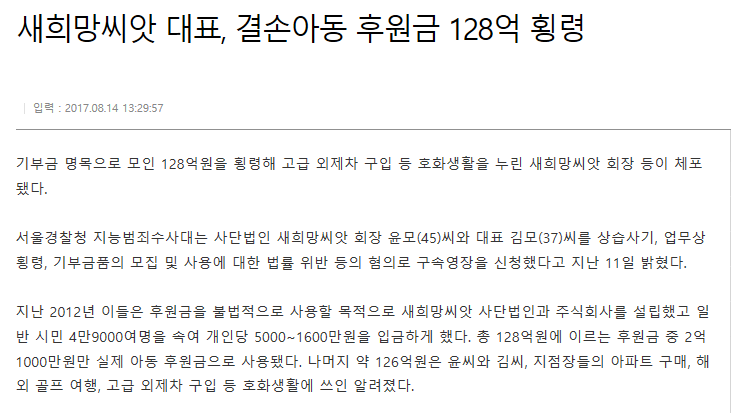 새희망씨앗 대표, 결손아동 후원금 128억 횡령
입력 : 2017.08.14 13:29:57
기부금 명목으로 모인 128억원을 횡령해 고급 외제차 구입 등 호화생활을 누린 새희망씨앗 회장 등이 체포
됐다.
서울경찰청 지능범죄수사대는 사단법인 새희망씨앗 회장 윤모(45)씨와 대표 김모(37)씨를 상습사기, 업무상
횡령, 기부금품의 모집 및 사용에 대한 법률 위반 등의 혐의로 구속영장을 신청했다고 지난 11일 밝혔다.
지난 2012년 이들은 후원금을 불법적으로 사용할 목적으로 새희망씨앗 사단법인과 주식회사를 설립했고 일
반 시민 4만9000여명을 속여 개인당 5000~1600만원을 입금하게 했다. 총 128억원에 이르는 후원금 중 2억
1000만원만 실제 아동 후원금으로 사용됐다. 나머지 약 126억원은 윤씨와 김씨, 지점장들의 아파트 구매, 해
외 골프 여행, 고급 외제차 구입 등 호화생활에 쓰인 알려졌다.